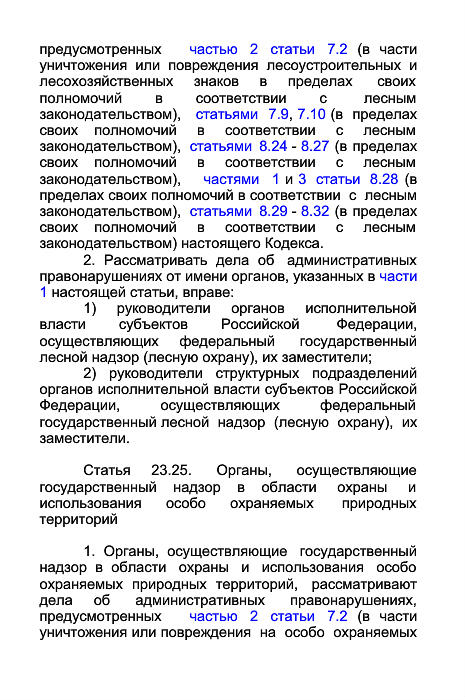 предусмотренных частью 2 статьи 7.2 (в части
уничтожения или повреждения лесоустроительных и
лесохозяйственных знаков в пределах своих
полномочий в соответствии с лесным
законодательством), статьями 7.9, 7.10 (в пределах
своих полномочий в соответствии с лесным
законодательством), статьями 8.24 - 8.27 (в пределах
своих полномочий в соответствии с лесным
законодательством), частями 1 и 3 статьи 8.28 (в
пределах своих полномочий в соответствии с лесным
законодательством), статьями 8.29 - 8.32 (в пределах
своих полномочий в соответствии с лесным
законодательством) настоящего Кодекса.
2. Рассматривать дела об административных
правонарушениях от имени органов, указанных в части
1 настоящей статьи, вправе:
1) руководители органов исполнительной
власти субъектов Российской Федерации,
осуществляющих федеральный государственный
лесной надзор (лесную охрану), их заместители;
2) руководители структурных подразделений
органов исполнительной власти субъектов Российской
Федерации, осуществляющих федеральный
государственный лесной надзор (лесную охрану), их
заместители.
Статья 23.25. Органы, осуществляющие
государственный надзор в области охраны и
использования особо охраняемых природных
территорий
1. Органы, осуществляющие государственный
надзор в области охраны и использования особо
охраняемых природных территорий, рассматривают
дела об административных правонарушениях,
предусмотренных частью 2 статьи 7.2 (в части
уничтожения или повреждения на особо охраняемых